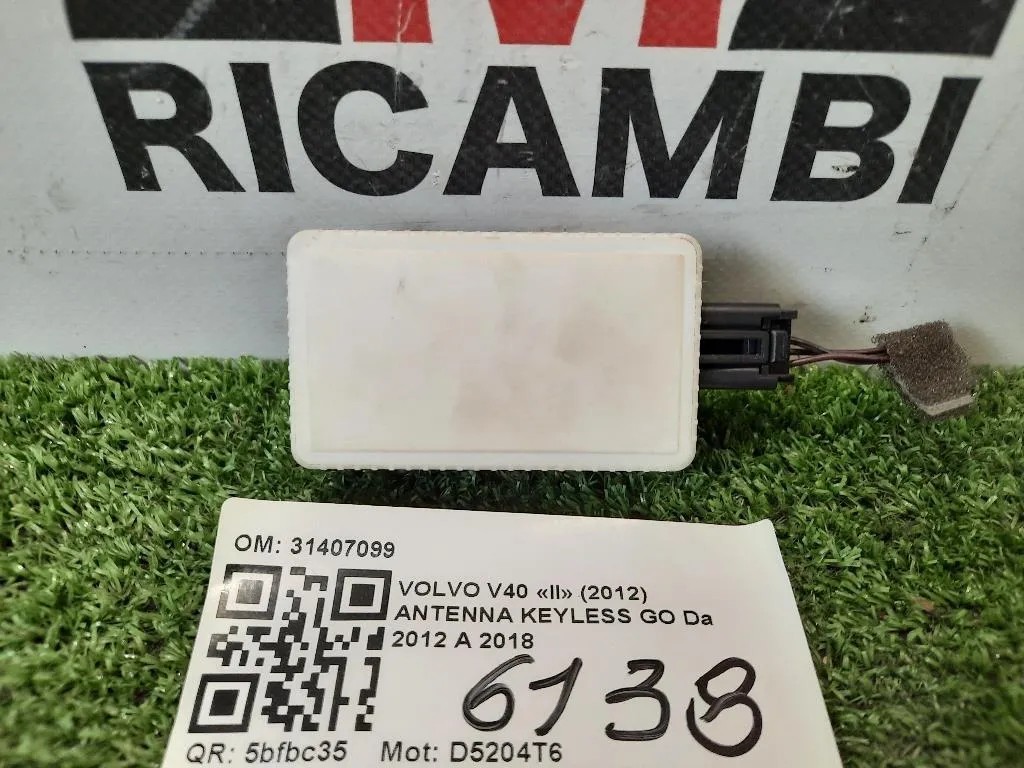 RICAMBI
OM: 31407099
VOLVO V40 «II» (2012)
ANTENNA KEYLESS GO Da
2012 A 2018
6138
QR: 5bfbc35 Mot: D5204T6